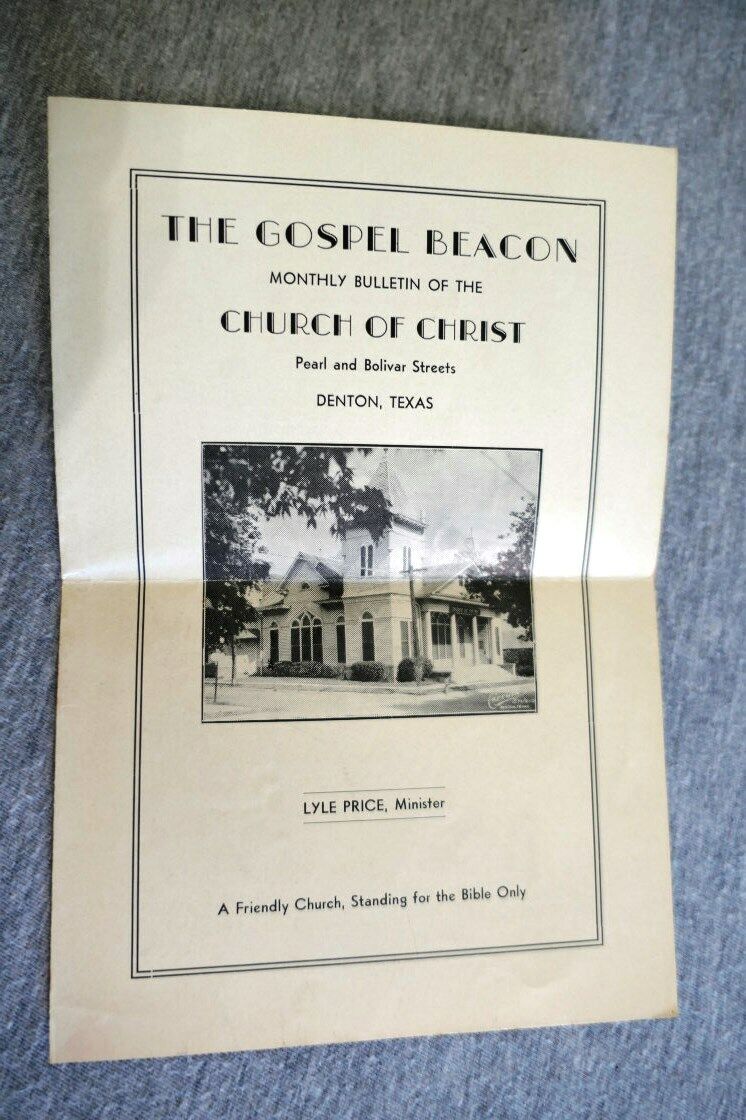 THE GOSPEL BEACON
MONTHLY BULLETIN OF THE
CHURCH OF CHRIST
Pearl and Bolivar Streets
DENTON, TEXAS
LYLE PRICE, Minister
A Friendly Church, Standing for the Bible Only